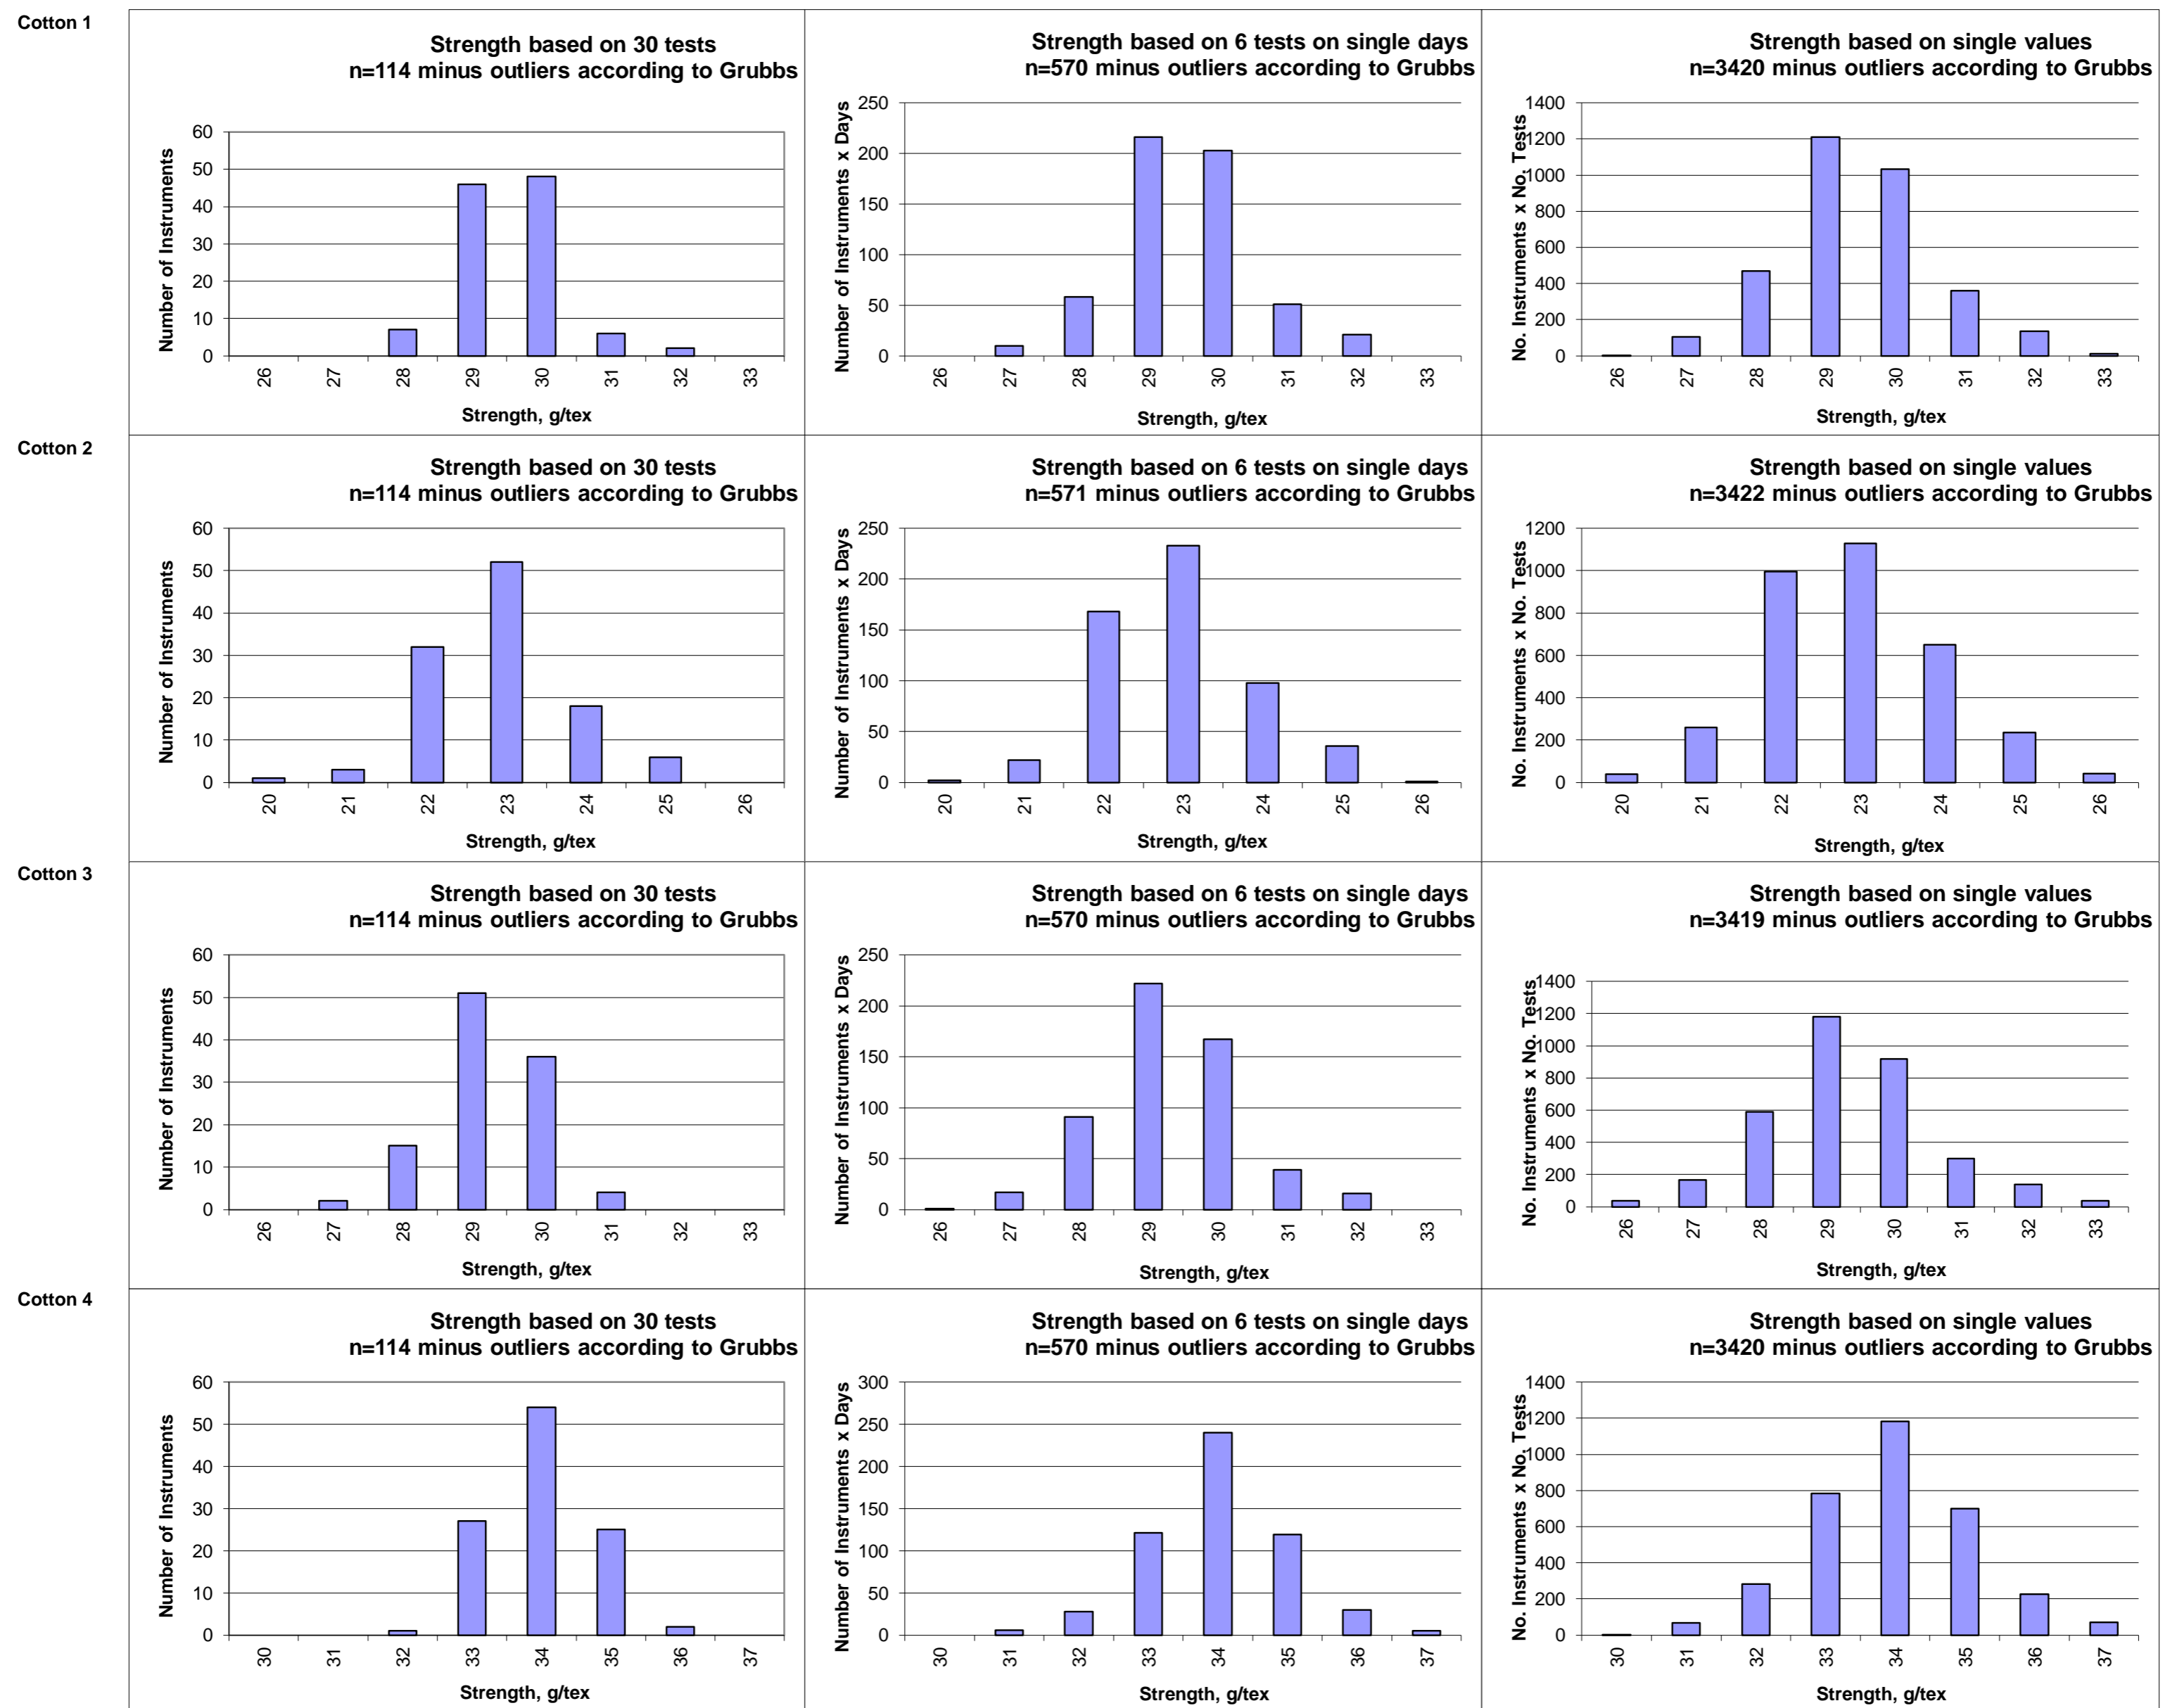 Cotton 1
Strength based on 30 tests
n=114 minus outliers according to Grubbs
Number of Instruments
60
50
40
30
20
10
0
26 27 28 29 30 31 32 33
Strength, g/tex
Strength based on 6 tests on single days
n=570 minus outliers according to Grubbs
Number of Instruments x Days
250
200
150
100
50
0
26 27 28 29 30 31 32 33
Strength, g/tex
Strength based on single values
n=3420 minus outliers according to Grubbs
No. Instruments x No. Tests
1400
1200
1000
800
600
400
200
0
26 27 28 29 30 31 32 33
Strength, g/tex
Cotton 2
Strength based on 30 tests
n=114 minus outliers according to Grubbs
Number of Instruments
60
50
40
30
20
10
0
20 21 22 23 24 25 26
Strength, g/tex
Strength based on 6 tests on single days
n=571 minus outliers according to Grubbs
Number of Instruments x Days
250
200
150
100
50
0
20 21 22 23 24 25 26
Strength, g/tex
Strength based on single values
n=3422 minus outliers according to Grubbs
No. Instruments x No. Tests
1200
1000
800
600
400
200
0
20 21 22 23 24 25 26
Strength, g/tex
Cotton 3
Strength based on 30 tests
n=114 minus outliers according to Grubbs
Number of Instruments
60
50
40
30
20
10
0
26 27 28 29 30 31 32 33
Strength, g/tex
Strength based on 6 tests on single days
n=570 minus outliers according to Grubbs
Number of Instruments x Days
250
200
150
100
50
0
26 27 28 29 30 31 32 33
Strength, g/tex
Strength based on single values
n=3419 minus outliers according to Grubbs
No. Instruments x No. Tests
1400
1200
1000
800
600
400
200
0
26 27 28 29 30 31 32 33
Strength, g/tex
Cotton 4
Strength based on 30 tests
n=114 minus outliers according to Grubbs
Number of Instruments
60
50
40
30
20
10
0
30 31 32 33 34 35 36 37
Strength, g/tex
Strength based on 6 tests on single days
n=570 minus outliers according to Grubbs
Number of Instruments x Days
300
250
200
150
100
50
0
30 31 32 33 34 35 36 37
Strength, g/tex
Strength based on single values
n=3420 minus outliers according to Grubbs
No. Instruments x No. Tests
1400
1200
1000
800
600
400
200
0
30 31 32 33 34 35 36 37
Strength, g/tex